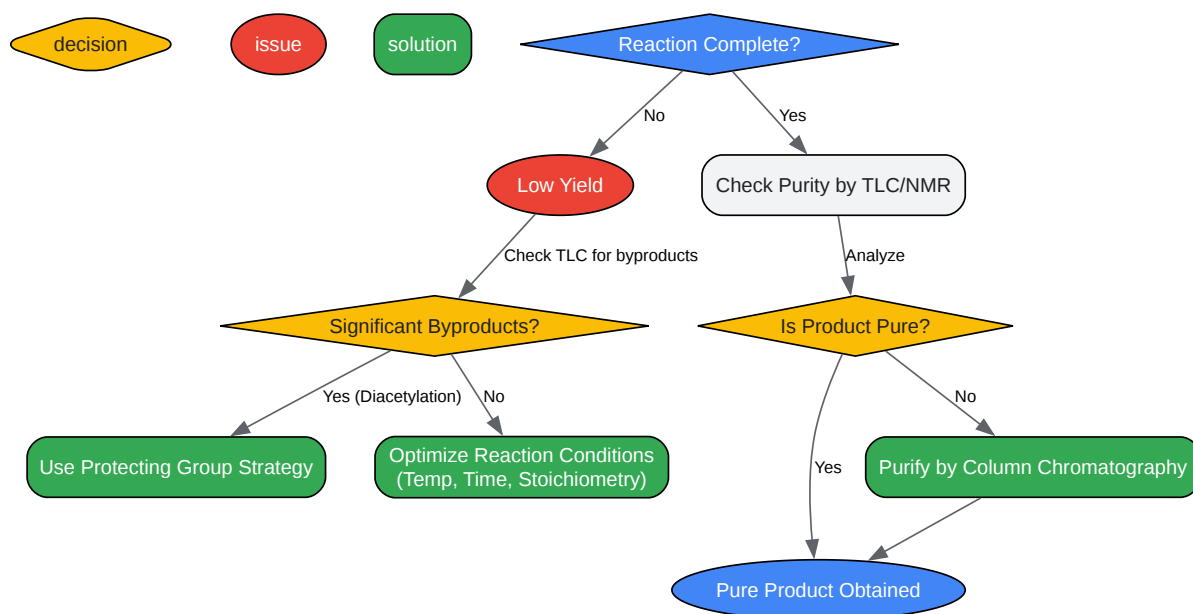 decision
issue
solution
Reaction Complete?
No
Yes
Low Yield
Check Purity by TLC/NMR
Check TLC for byproducts
Analyze
Significant Byproducts?
Is Product Pure?
Yes (Diacetylation)
No
No
Use Protecting Group Strategy
Optimize Reaction Conditions
(Temp, Time, Stoichiometry)
Yes
Purify by Column Chromatography
Pure Product Obtained